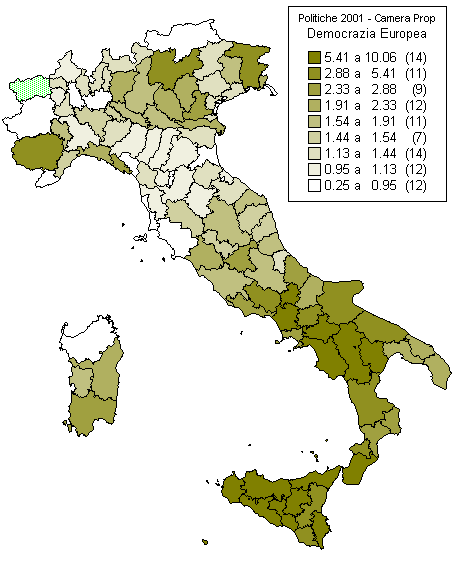 Politiche 2001 - Camera Prop
Democrazia Europea
5.41 a 10.06 (14)
2.88 a 5.41 (11)
2.33 a 2.88 (9)
1.91 a 2.33 (12)
1.54 a 1.91 (11)
1.44 a 1.54 (7)
1.13 a 1.44 (14)
0.95 a 1.13 (12)
0.25 a 0.95 (12)